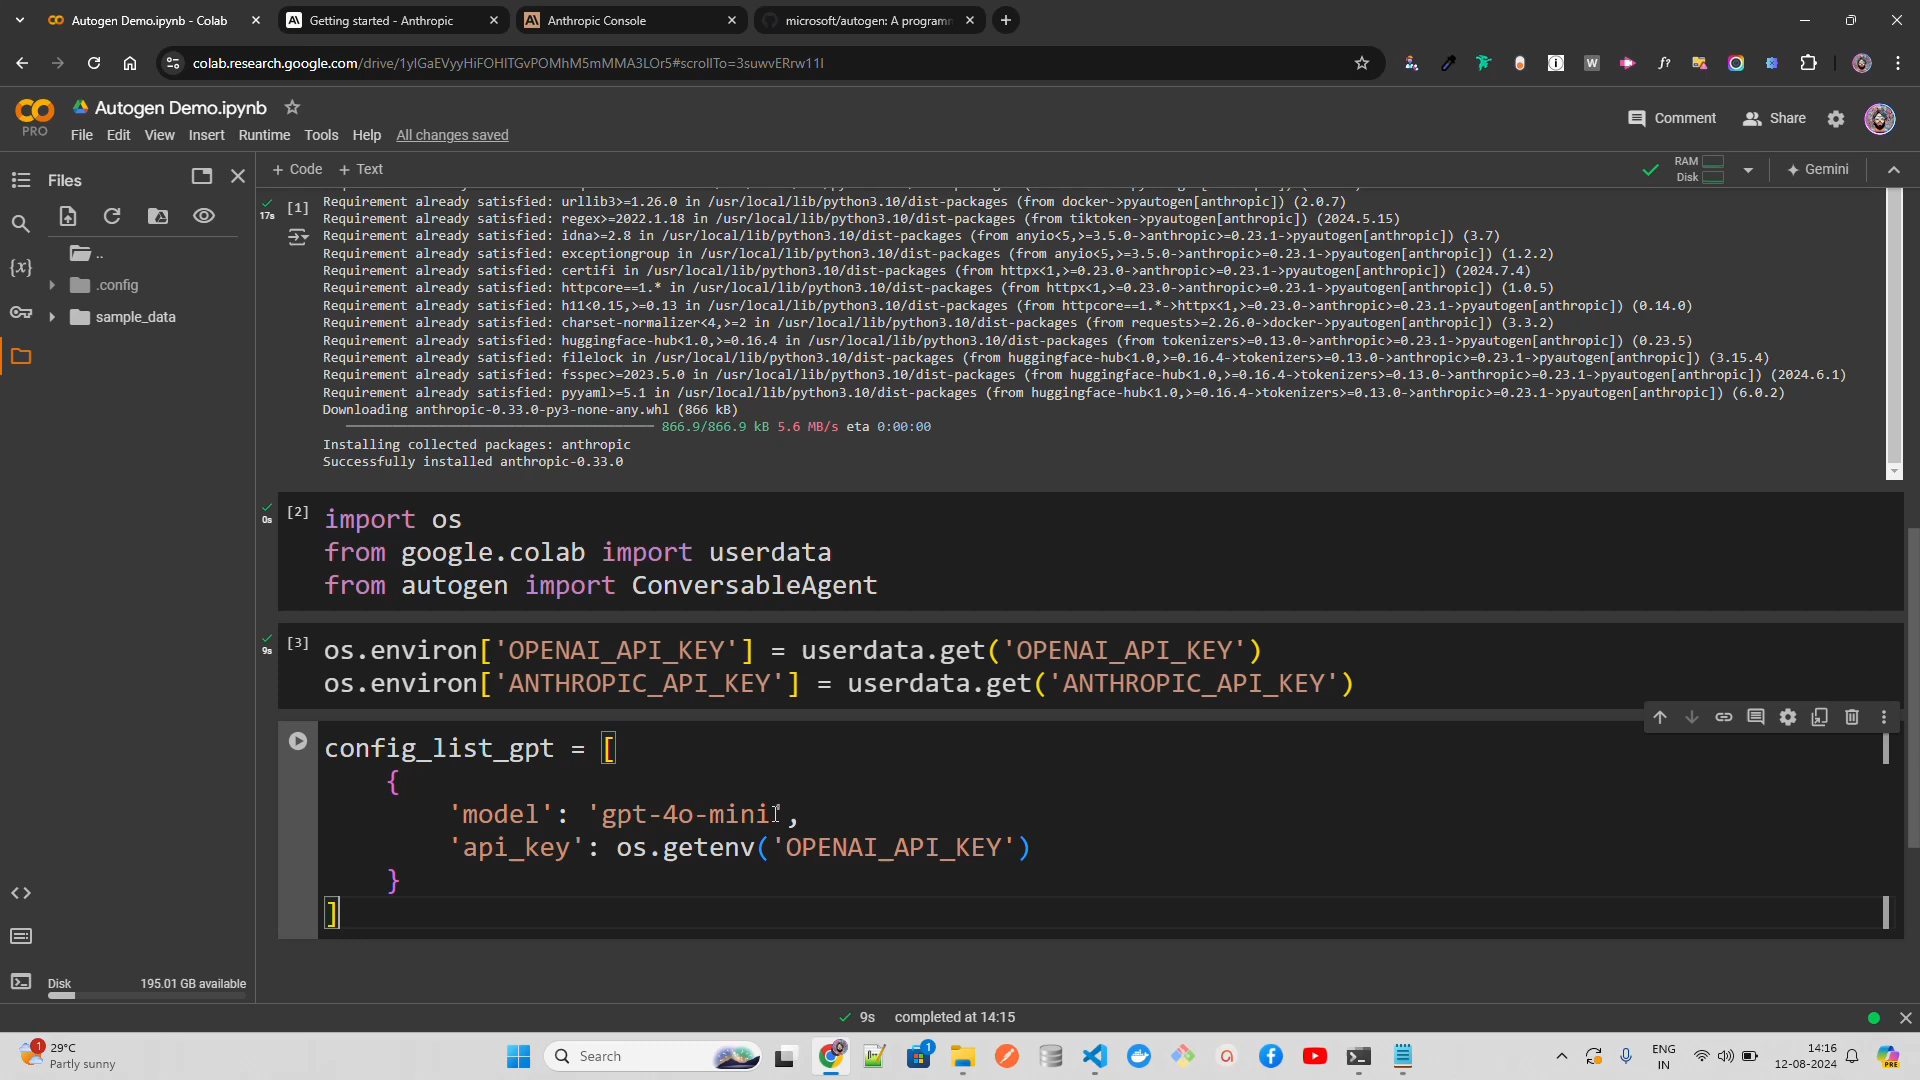 Autogen Demo.ipynb - Colab
Getting started - Anthropic
Anthropic Console
microsoft/autogen: A programm
colab.research.google.com/drive/1ylGaEVyyHiFOHITGvPOMhM5mMMA3LOr5#scrollTo=3suwvERrw11I
PRO
Autogen Demo.ipynb
File Edit View Insert Runtime Tools Help All changes saved
Comment
Share
Files
+ Code + Text
RAM
Disk
Gemini
..
.config
sample_data
17s
[1]
Requirement already satisfied: urllib3>=1.26.0 in /usr/local/lib/python3.10/dist-packages (from docker->pyautogen[anthropic]) (2.0.7)
Requirement already satisfied: regex>=2022.1.18 in /usr/local/lib/python3.10/dist-packages (from tiktoken->pyautogen[anthropic]) (2024.5.15)
Requirement already satisfied: idna>=2.8 in /usr/local/lib/python3.10/dist-packages (from anyio<5,>=3.5.0->anthropic>=0.23.1->pyautogen[anthropic]) (3.7)
Requirement already satisfied: exceptiongroup in /usr/local/lib/python3.10/dist-packages (from anyio<5,>=3.5.0->anthropic>=0.23.1->pyautogen[anthropic]) (1.2.2)
Requirement already satisfied: certifi in /usr/local/lib/python3.10/dist-packages (from httpx<1,>=0.23.0->anthropic>=0.23.1->pyautogen[anthropic]) (2024.7.4)
Requirement already satisfied: httpcore==1.* in /usr/local/lib/python3.10/dist-packages (from httpx<1,>=0.23.0->anthropic>=0.23.1->pyautogen[anthropic]) (1.0.5)
Requirement already satisfied: h11<0.15,>=0.13 in /usr/local/lib/python3.10/dist-packages (from httpcore==1.*->httpx<1,>=0.23.0->anthropic>=0.23.1->pyautogen[anthropic]) (0.14.0)
Requirement already satisfied: charset-normalizer<4,>=2 in /usr/local/lib/python3.10/dist-packages (from requests>=2.26.0->docker->pyautogen[anthropic]) (3.3.2)
Requirement already satisfied: huggingface-hub<1.0,>=0.16.4 in /usr/local/lib/python3.10/dist-packages (from tokenizers>=0.13.0->anthropic>=0.23.1->pyautogen[anthropic]) (0.23.5)
Requirement already satisfied: filelock in /usr/local/lib/python3.10/dist-packages (from huggingface-hub<1.0,>=0.16.4->tokenizers>=0.13.0->anthropic>=0.23.1->pyautogen[anthropic]) (3.15.4)
Requirement already satisfied: fsspec>=2023.5.0 in /usr/local/lib/python3.10/dist-packages (from huggingface-hub<1.0,>=0.16.4->tokenizers>=0.13.0->anthropic>=0.23.1->pyautogen[anthropic]) (2024.6.1)
Requirement already satisfied: pyyaml>=5.1 in /usr/local/lib/python3.10/dist-packages (from huggingface-hub<1.0,>=0.16.4->tokenizers>=0.13.0->anthropic>=0.23.1->pyautogen[anthropic]) (6.0.2)
Downloading anthropic-0.33.0-py3-none-any.whl (866 kB)
866.9/866.9 kB 5.6 MB/s eta 0:00:00
Installing collected packages: anthropic
Successfully installed anthropic-0.33.0
0s
[2]
import os
from google.colab import userdata
from autogen import ConversableAgent
9s
[3]
os.environ['OPENAI_API_KEY'] = userdata.get('OPENAI_API_KEY')
os.environ['ANTHROPIC_API_KEY'] = userdata.get('ANTHROPIC_API_KEY')
config_list_gpt = [
{
'model': 'gpt-4o-mini',
'api_key': os.getenv('OPENAI_API_KEY')
}
]
Disk 195.01 GB available
9s completed at 14:15
1
29°C
Partly sunny
Search
1
ENG
IN
14:16
12-08-2024
PRE